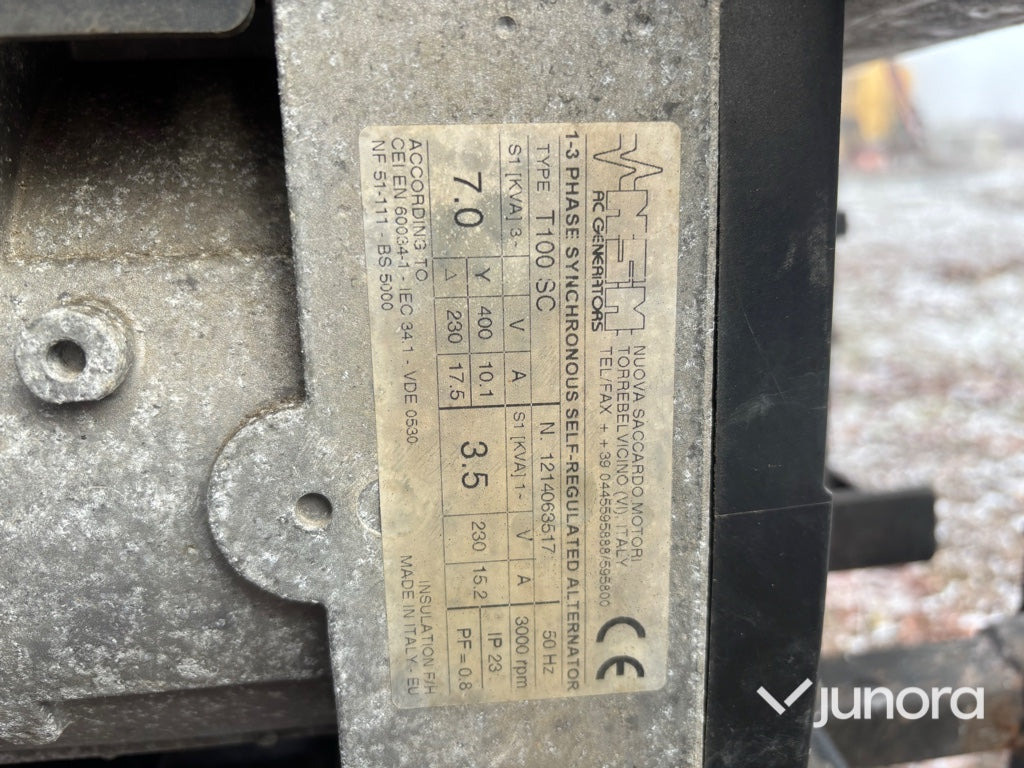 NSM
AC GENERATORS
NUOVA SACCARDO MOTORI
TORREBELVICINO (VI), ITALY
TEL/FAX ++39 0445595888/595800
CE
1-3 PHASE SYNCHRONOUS SELF-REGULATED ALTERNATOR
TYPE T100 SC N. 1214063517 50 Hz
S1 [KVA] 3~ V A S1 [KVA] 1~ V A 3000 rpm
7.0 Y 400 10.1 3.5 230 15.2 IP 23
Δ 230 17.5 PF=0.8
ACCORDING TO INSULATION F/H
CEI EN 60034-1 - IEC 34.1 - VDE 0530 MADE IN ITALY - EU
NF 51-111 - BS 5000
junora